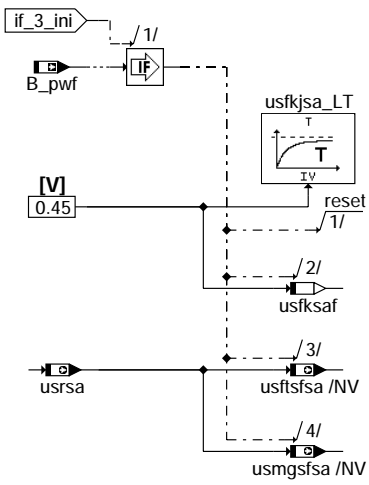 if_3_ini
/1/
B_pwf
IF
usfkjsa_LT
T
T
IV
[V]
0.45
reset
/1/
/2/
usfksaf
/3/
usrsa
usftsfsa /NV
/4/
usmgsfsa /NV